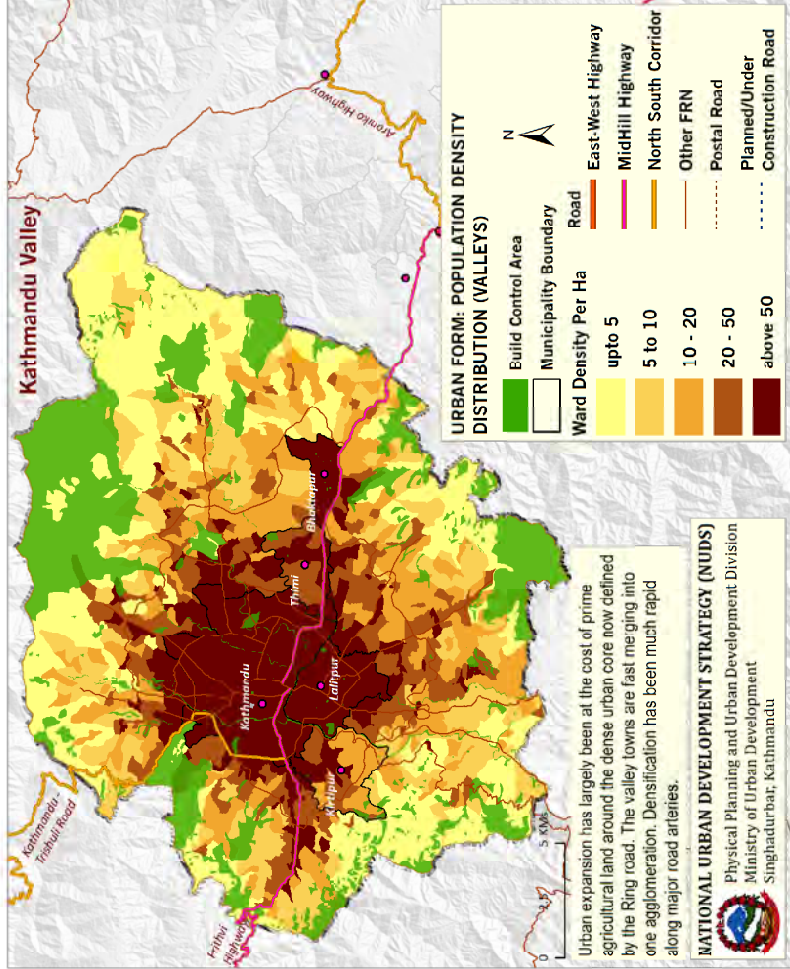 Kathmandu Valley
Kathmandu
Trishuli Road
Highway
Araniko Highway
Kathmandu
Lalitpur
Kirtipur
Thimi
Bhaktapur
0
5 KMs
URBAN FORM: POPULATION DENSITY
DISTRIBUTION (VALLEYS)
N
Build Control Area
Municipality Boundary
Ward Density Per Ha
upto 5
5 to 10
10 - 20
20 - 50
above 50
Road
East-West Highway
MidHill Highway
North South Corridor
Other FRN
Postal Road
Planned/Under
Construction Road
Urban expansion has largely been at the cost of prime
agricultural land around the dense urban core now defined
by the Ring road. The valley towns are fast merging into
one agglomeration. Densification has been much rapid
along major road arteries.
NATIONAL URBAN DEVELOPMENT STRATEGY (NUDS)
Physical Planning and Urban Development Division
Ministry of Urban Development
Singhadurbar, Kathmandu